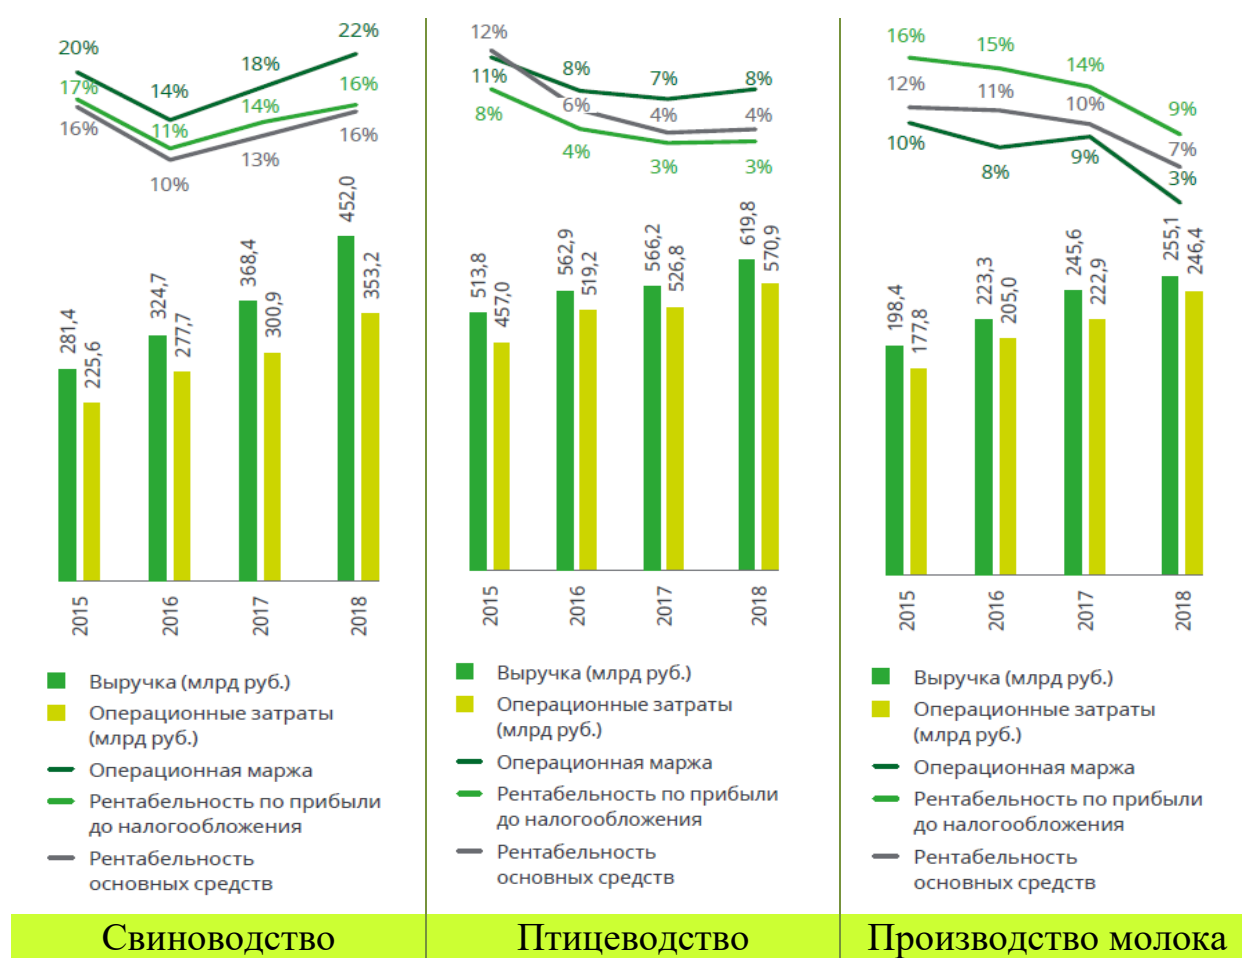 20%
14%
18%
22%
17%
11%
14%
16%
16%
10%
13%
16%
281,4
225,6
324,7
277,7
368,4
300,9
452,0
353,2
2015
2016
2017
2018
Выручка (млрд руб.)
Операционные затраты
(млрд руб.)
Операционная маржа
Рентабельность по прибыли
до налогообложения
Рентабельность
основных средств
Свиноводство
12%
11%
8%
7%
8%
8%
6%
4%
4%
4%
3%
3%
513,8
457,0
562,9
519,2
566,2
526,8
619,8
570,9
2015
2016
2017
2018
Выручка (млрд руб.)
Операционные затраты
(млрд руб.)
Операционная маржа
Рентабельность по прибыли
до налогообложения
Рентабельность
основных средств
Птицеводство
16%
15%
14%
9%
12%
11%
10%
7%
10%
8%
9%
3%
198,4
177,8
223,3
205,0
245,6
222,9
255,1
246,4
2015
2016
2017
2018
Выручка (млрд руб.)
Операционные затраты
(млрд руб.)
Операционная маржа
Рентабельность по прибыли
до налогообложения
Рентабельность
основных средств
Производство молока